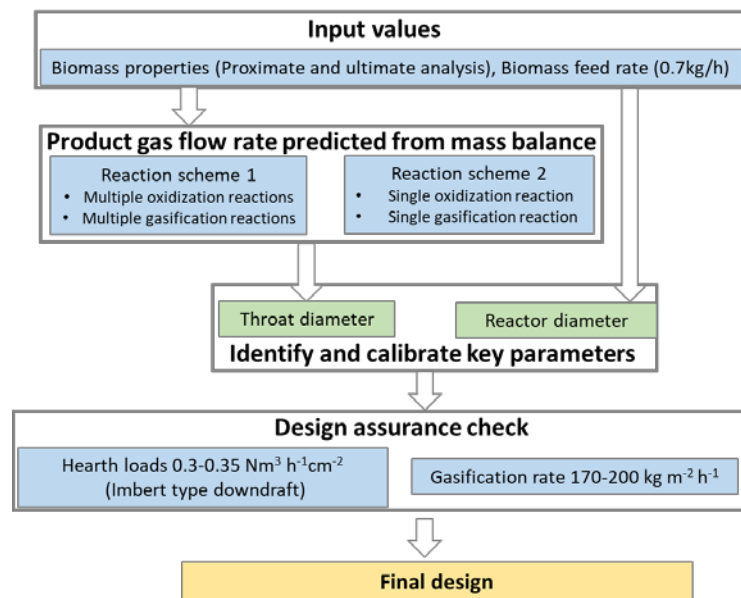 Input values
Biomass properties (Proximate and ultimate analysis), Biomass feed rate (0.7kg/h)
Product gas flow rate predicted from mass balance
Reaction scheme 1
• Multiple oxidization reactions
• Multiple gasification reactions
Reaction scheme 2
• Single oxidization reaction
• Single gasification reaction
Throat diameter
Reactor diameter
Identify and calibrate key parameters
Design assurance check
Hearth loads 0.3-0.35 Nm³ h⁻¹cm⁻²
(Imbert type downdraft)
Gasification rate 170-200 kg m⁻² h⁻¹
Final design